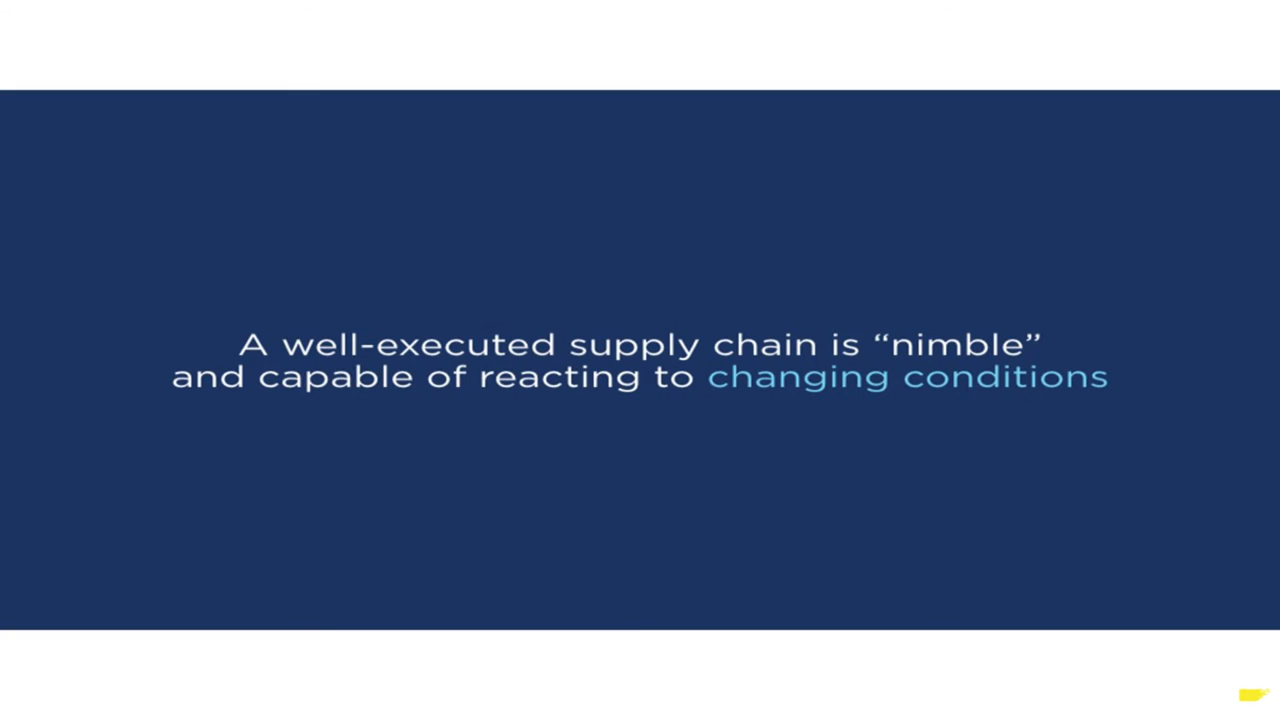 A well-executed supply chain is “nimble”
and capable of reacting to changing conditions